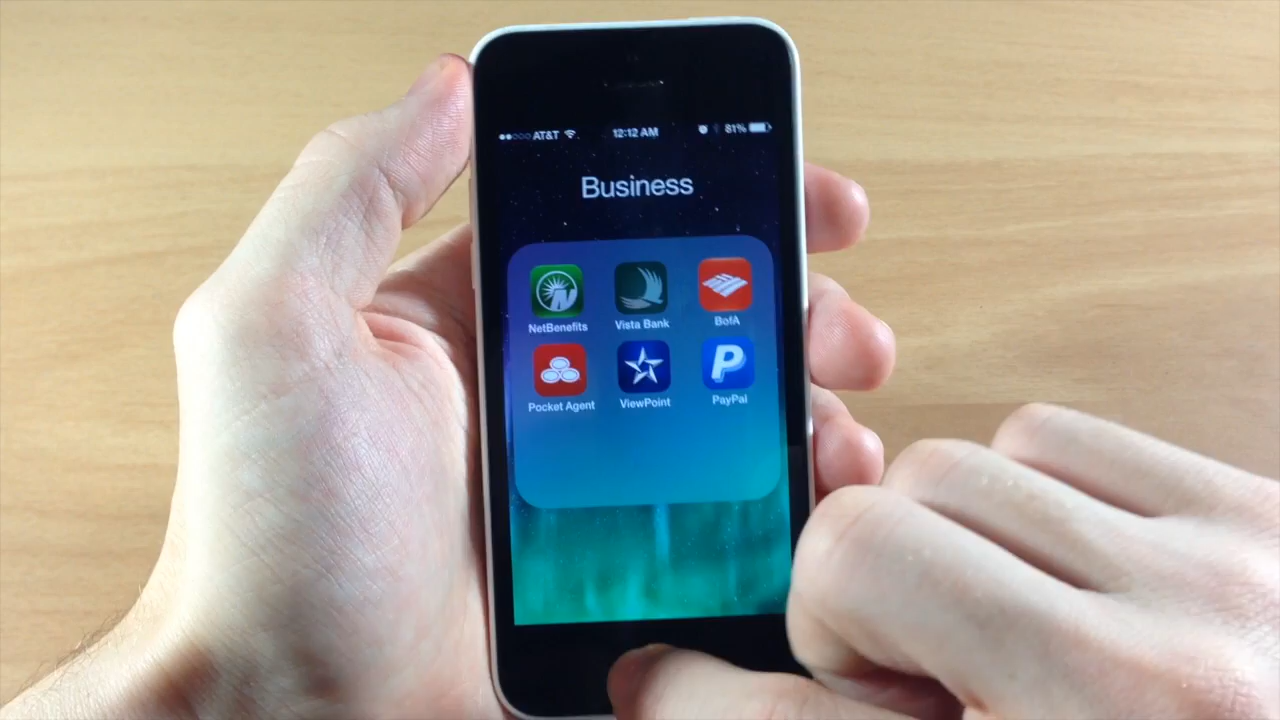 AT&T 12:12 AM 81%
Business
NetBenefits Vista Bank BofA
Pocket Agent ViewPoint PayPal